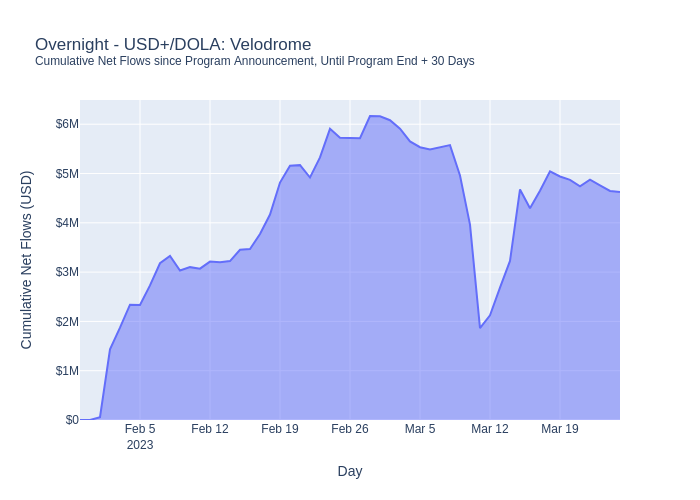 Overnight - USD+/DOLA: Velodrome
Cumulative Net Flows since Program Announcement, Until Program End + 30 Days
Cumulative Net Flows (USD)
$6M
$5M
$4M
$3M
$2M
$1M
$0
Feb 5 Feb 12 Feb 19 Feb 26 Mar 5 Mar 12 Mar 19
2023
Day